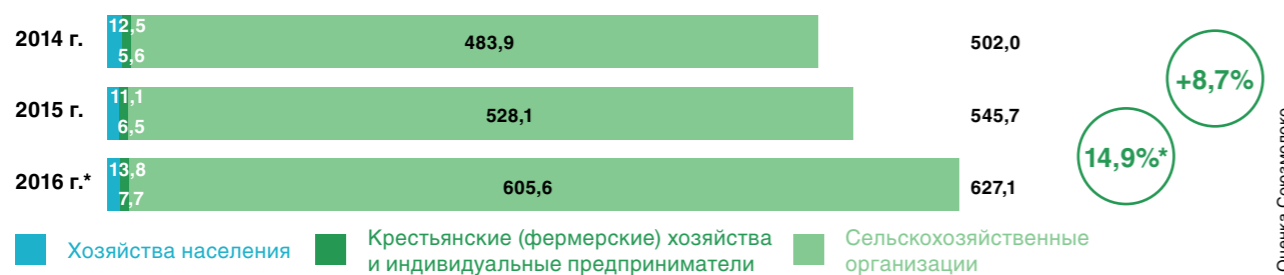 2014 г.
12,5
5,6
483,9
502,0
+8,7%
2015 г.
11,1
6,5
528,1
545,7
14,9%*
2016 г.*
13,8
7,7
605,6
627,1
Хозяйства населения
Крестьянские (фермерские) хозяйства
и индивидуальные предприниматели
Сельскохозяйственные
организации
Оценка Союзмолоко